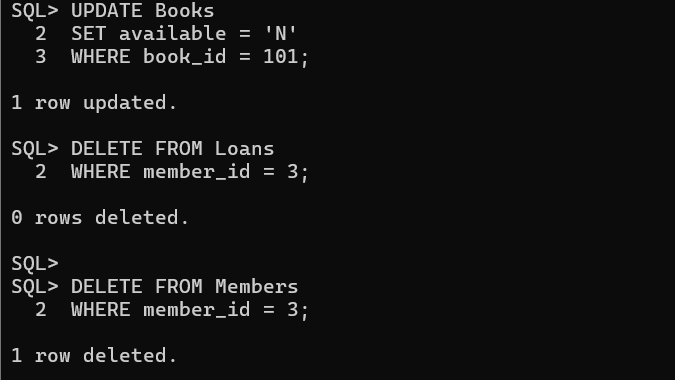 SQL> UPDATE Books
  2  SET available = 'N'
  3  WHERE book_id = 101;
1 row updated.
SQL> DELETE FROM Loans
  2  WHERE member_id = 3;
0 rows deleted.
SQL>
SQL> DELETE FROM Members
  2  WHERE member_id = 3;
1 row deleted.